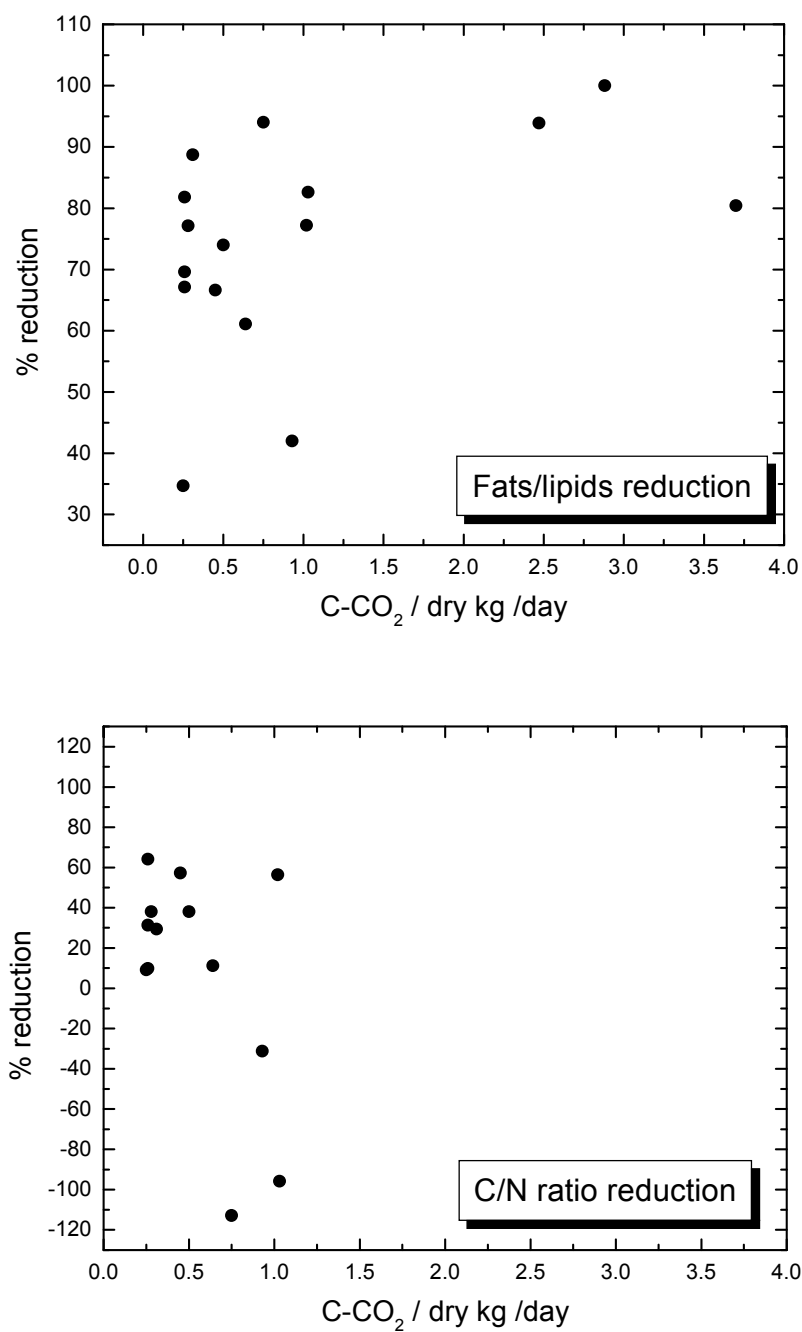 110
100
90
80
70
60
50
40
30
% reduction
Fats/lipids reduction
0.0 0.5 1.0 1.5 2.0 2.5 3.0 3.5 4.0
C-CO₂ / dry kg /day
120
100
80
60
40
20
0
-20
-40
-60
-80
-100
-120
% reduction
C/N ratio reduction
0.0 0.5 1.0 1.5 2.0 2.5 3.0 3.5 4.0
C-CO₂ / dry kg /day